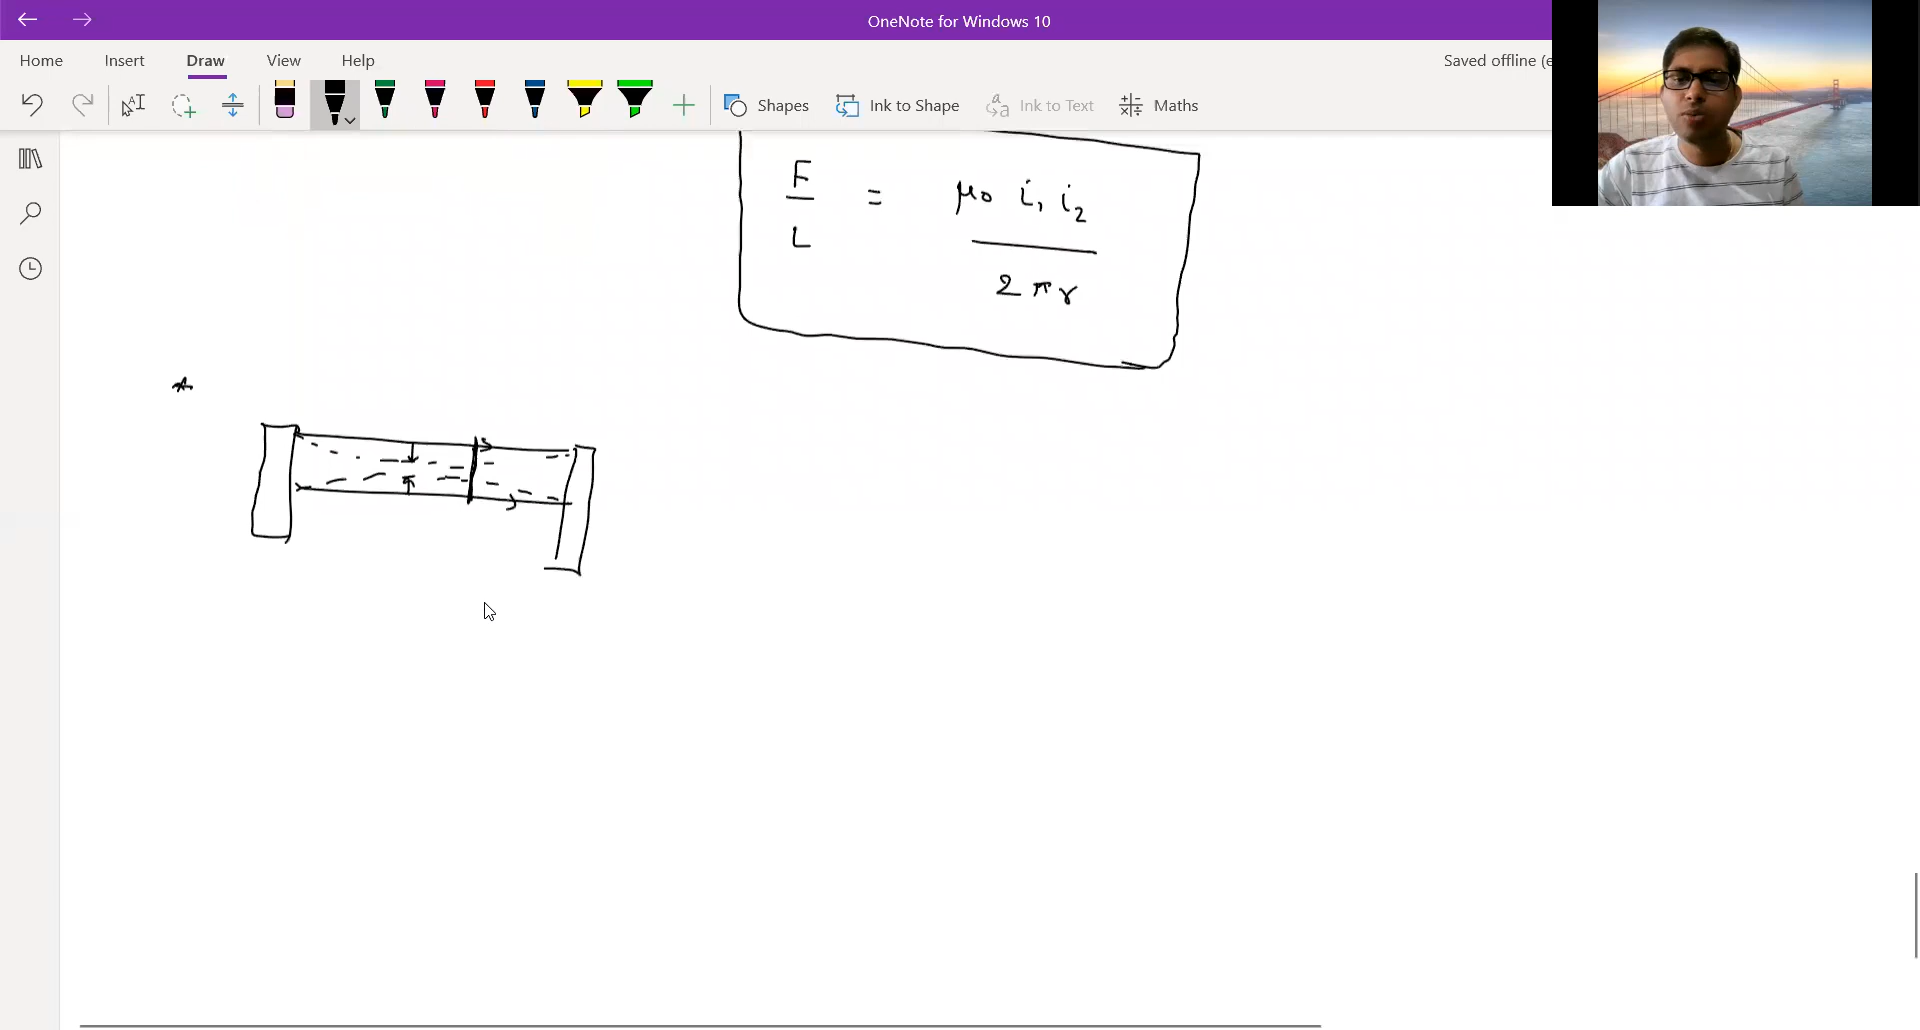 OneNote for Windows 10
Home Insert Draw View Help
Saved offline (e
Shapes Ink to Shape Ink to Text Maths
F/L = μ0 i1 i2 / 2πr